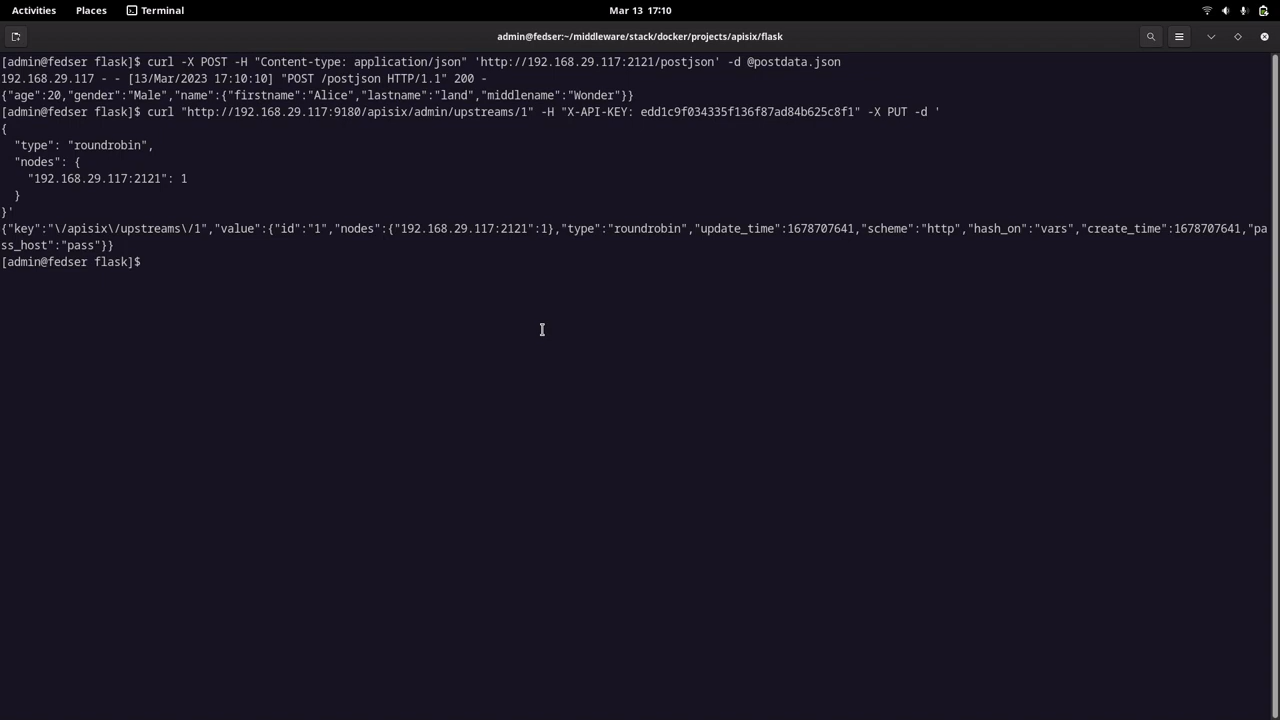 Activities Places Terminal Mar 13 17:10
admin@fedser:~/middleware/stack/docker/projects/apisix/flask
[admin@fedser flask]$ curl -X POST -H "Content-type: application/json" 'http://192.168.29.117:2121/postjson' -d @postdata.json
192.168.29.117 - - [13/Mar/2023 17:10:10] "POST /postjson HTTP/1.1" 200 -
{"age":20,"gender":"Male","name":{"firstname":"Alice","lastname":"land","middlename":"Wonder"}}
[admin@fedser flask]$ curl "http://192.168.29.117:9180/apisix/admin/upstreams/1" -H "X-API-KEY: edd1c9f034335f136f87ad84b625c8f1" -X PUT -d '
{
  "type": "roundrobin",
  "nodes": {
    "192.168.29.117:2121": 1
  }
}'
{"key":"\/apisix\/upstreams\/1","value":{"id":"1","nodes":{"192.168.29.117:2121":1},"type":"roundrobin","update_time":1678707641,"scheme":"http","hash_on":"vars","create_time":1678707641,"pa
ss_host":"pass"}}
[admin@fedser flask]$